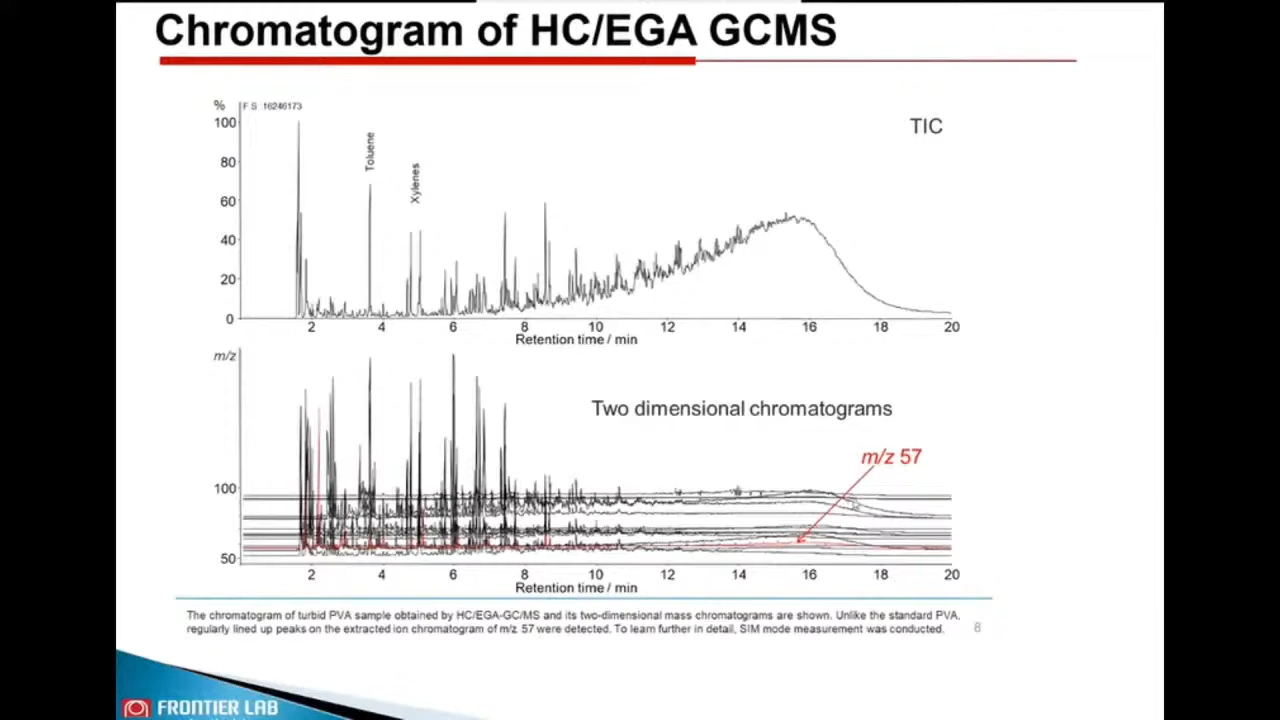 Chromatogram of HC/EGA GCMS
%
F S 16246173
TIC
Toluene
Xylenes
100
80
60
40
20
0
2 4 6 8 10 12 14 16 18 20
Retention time / min
m/z
Two dimensional chromatograms
m/z 57
100
50
2 4 6 8 10 12 14 16 18 20
Retention time / min
The chromatogram of turbid PVA sample obtained by HC/EGA-GC/MS and its two-dimensional mass chromatograms are shown. Unlike the standard PVA,
regularly lined up peaks on the extracted ion chromatogram of m/z 57 were detected. To learn further in detail, SIM mode measurement was conducted.
8
FRONTIER LAB